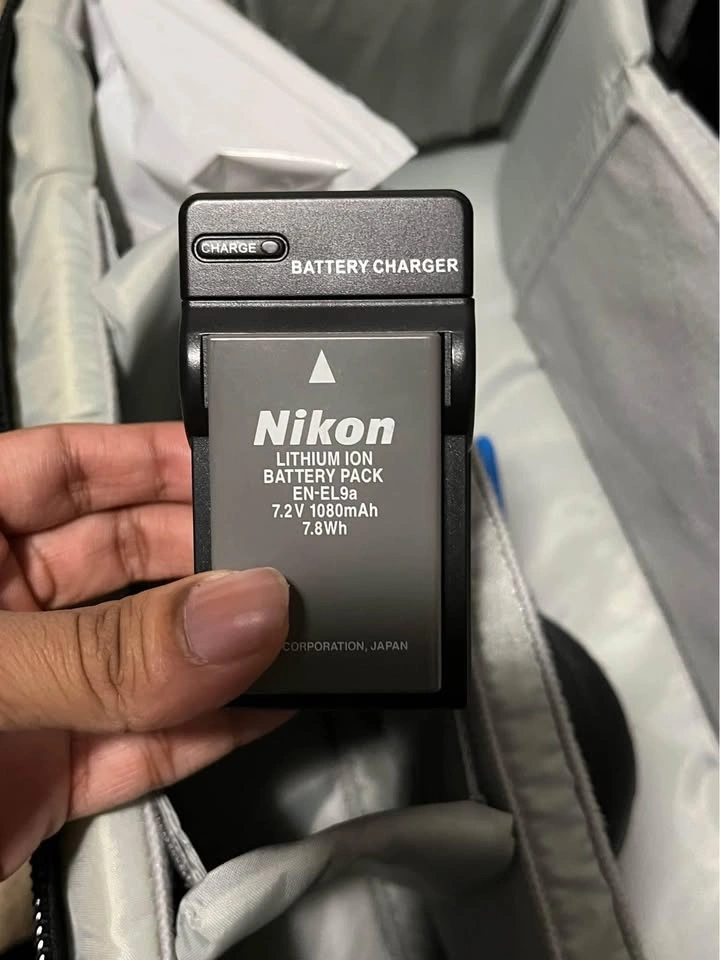 CHARGE
BATTERY CHARGER
Nikon
LITHIUM ION
BATTERY PACK
EN-EL9a
7.2V 1080mAh
7.8Wh
CORPORATION, JAPAN